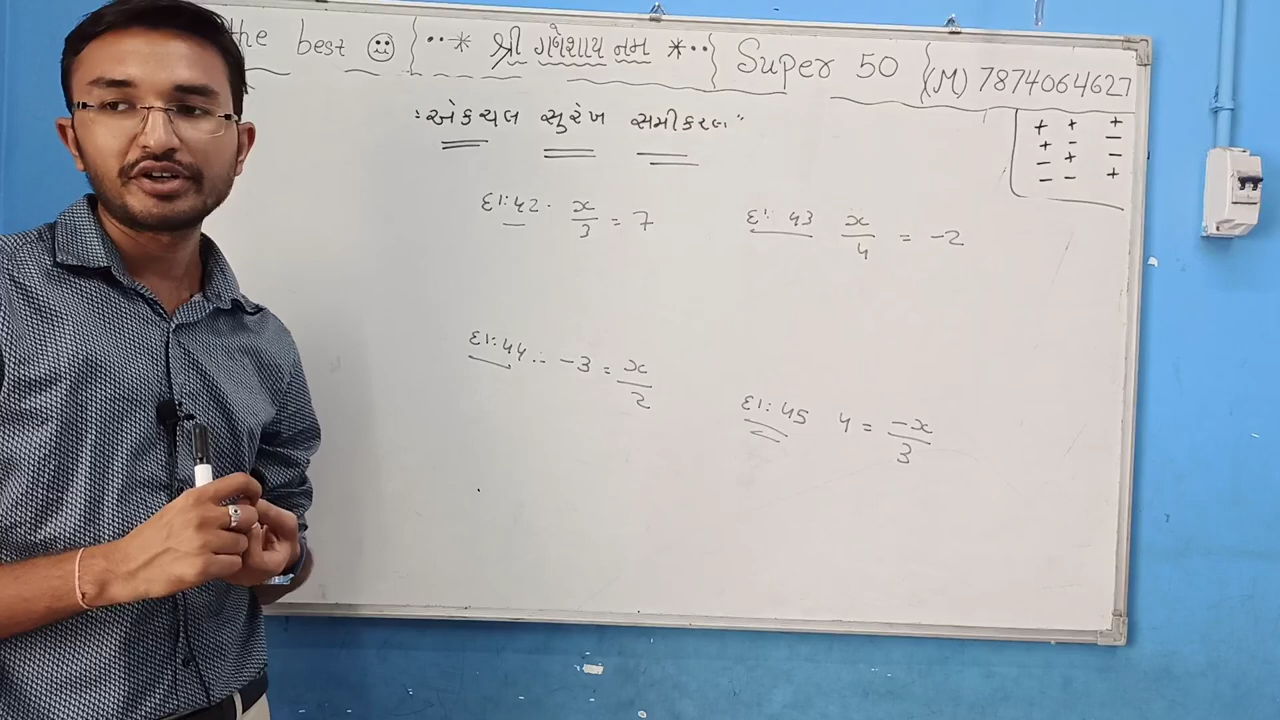 the best ☺ {··* શ્રી ગણેશાય નમ *··} Super 50 {(M) 7874064627
:એકચલ સુરેખ સમીકરણ"
+ + +
+ - -
- + -
- - +
દા:42. x/3 = 7
દા: 43 x/4 = -2
દા:44:- -3 = x/2
દા:45 4 = -x/3